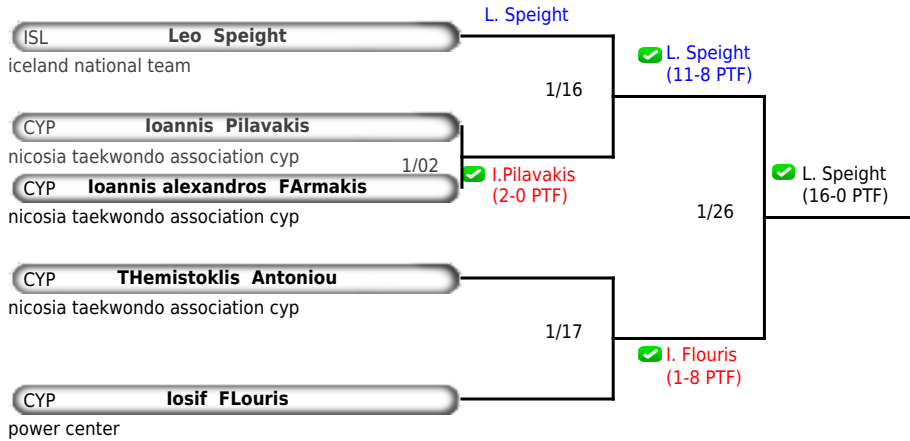 L. Speight
ISL Leo Speight
iceland national team
L. Speight
(11-8 PTF)
1/16
CYP Ioannis Pilavakis
nicosia taekwondo association cyp
1/02
I.Pilavakis
(2-0 PTF)
CYP Ioannis alexandros FArmakis
nicosia taekwondo association cyp
L. Speight
(16-0 PTF)
1/26
CYP THemistoklis Antoniou
nicosia taekwondo association cyp
1/17
I. Flouris
(1-8 PTF)
CYP Iosif FLouris
power center